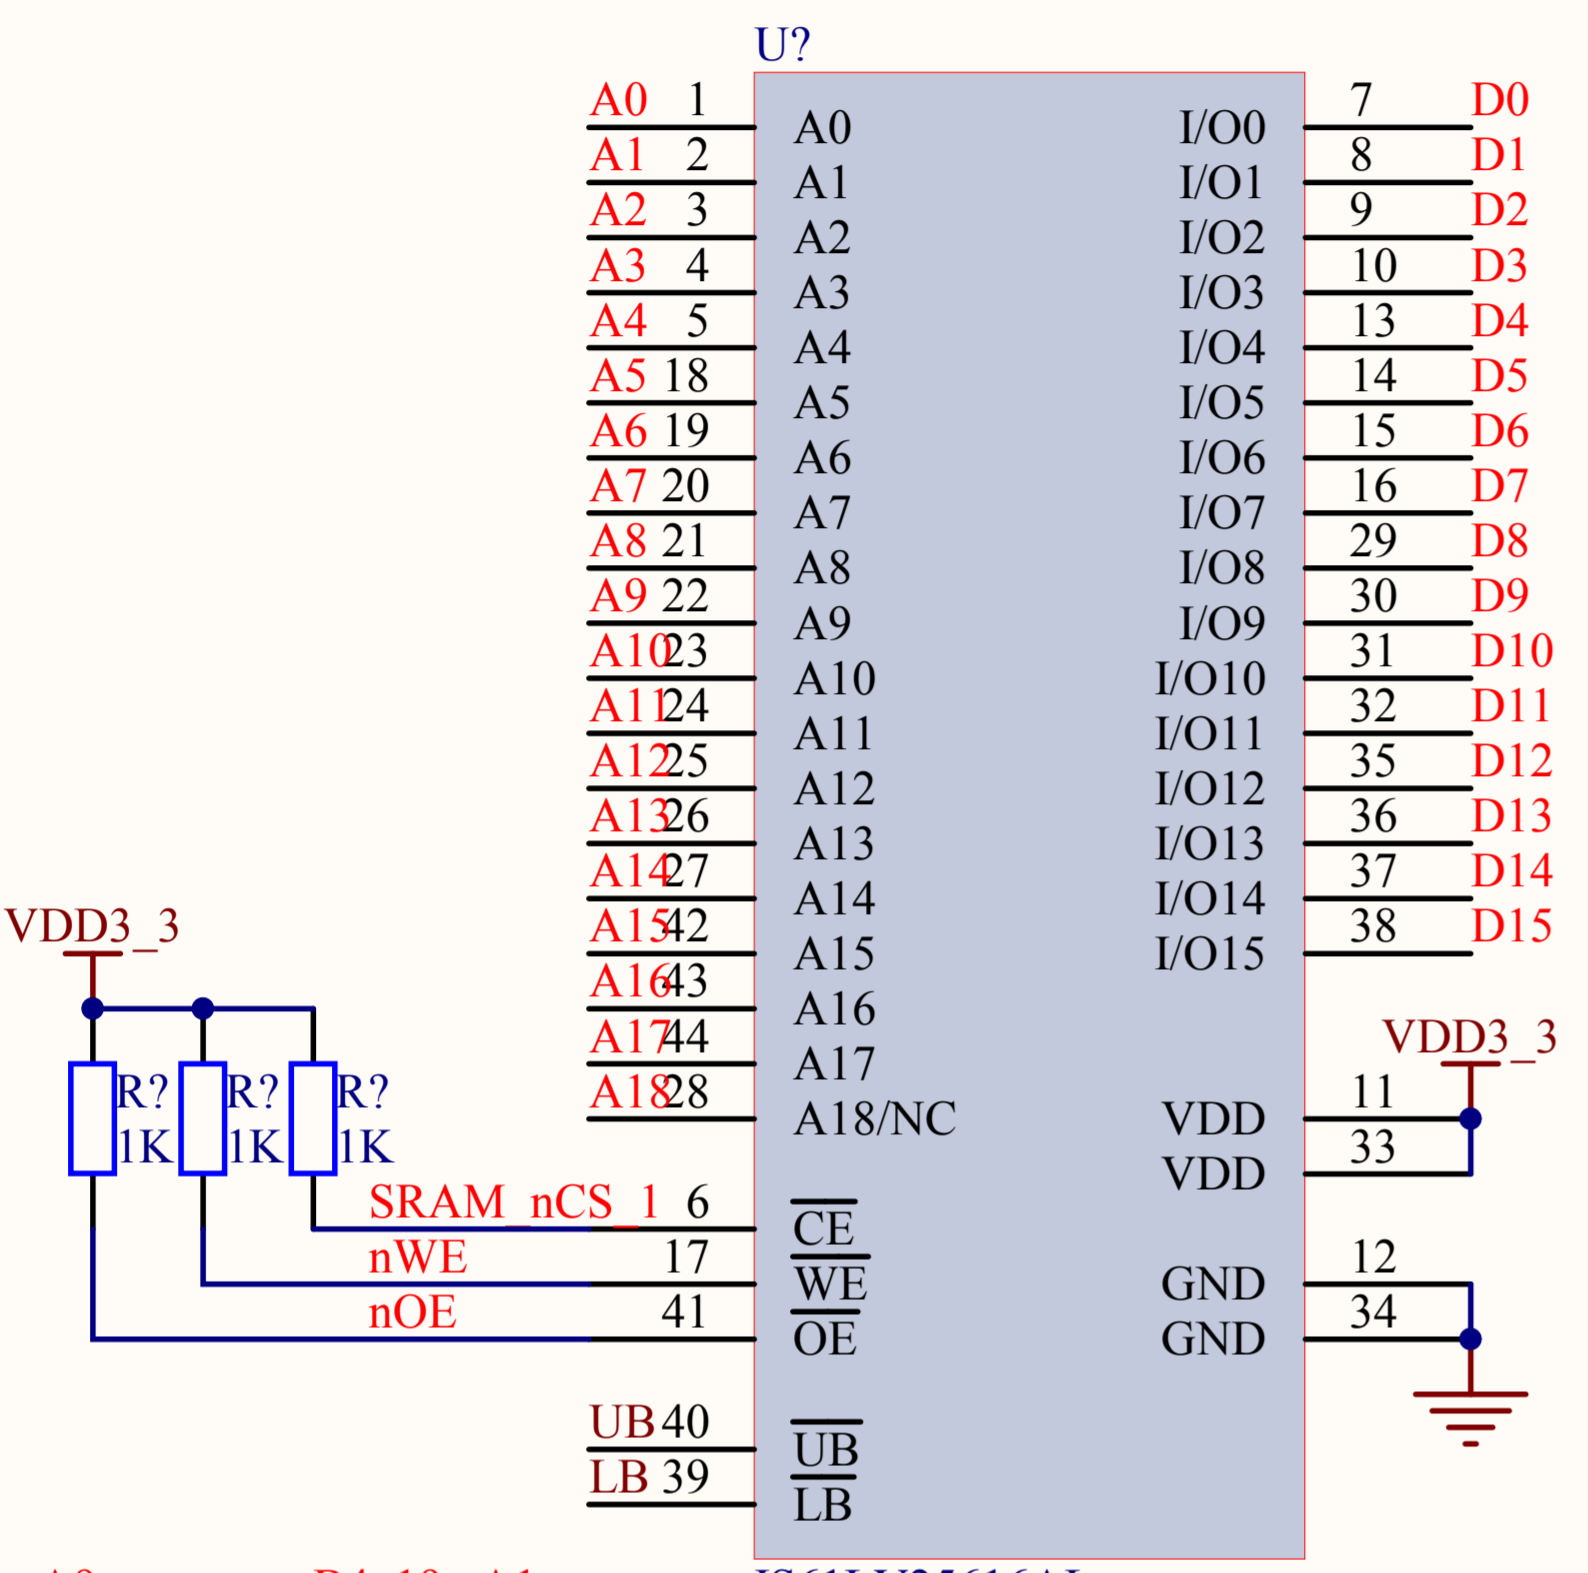 U?
A0 1 A0 I/O0 7 D0
A1 2 A1 I/O1 8 D1
A2 3 A2 I/O2 9 D2
A3 4 A3 I/O3 10 D3
A4 5 A4 I/O4 13 D4
A5 18 A5 I/O5 14 D5
A6 19 A6 I/O6 15 D6
A7 20 A7 I/O7 16 D7
A8 21 A8 I/O8 29 D8
A9 22 A9 I/O9 30 D9
A10 23 A10 I/O10 31 D10
A11 24 A11 I/O11 32 D11
A12 25 A12 I/O12 35 D12
A13 26 A13 I/O13 36 D13
A14 27 A14 I/O14 37 D14
VDD3_3 A15 42 A15 I/O15 38 D15
A16 43 A16
A17 44 A17 VDD3_3
R? R? R? A18 28 A18/NC VDD 11
1K 1K 1K VDD 33
SRAM_nCS_1 6 CE
nWE 17 WE GND 12
nOE 41 OE GND 34
UB 40 UB
LB 39 LB